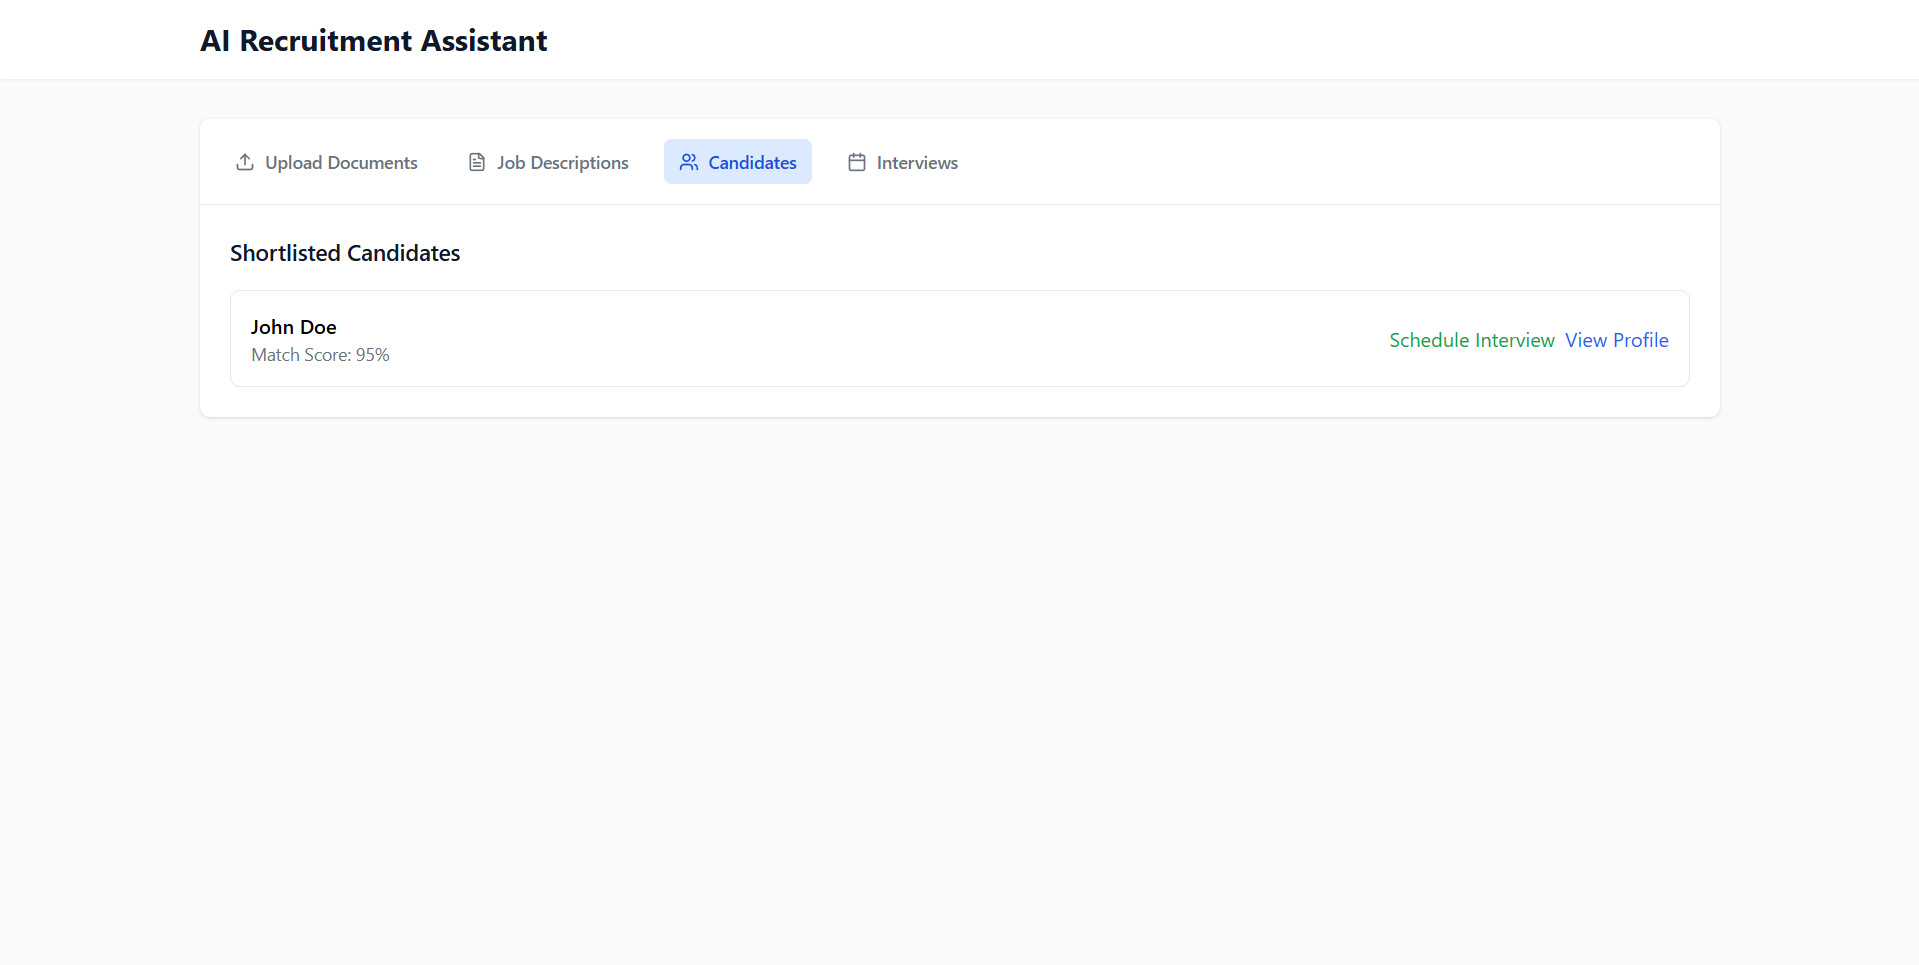 AI Recruitment Assistant
Upload Documents
Job Descriptions
Candidates
Interviews
Shortlisted Candidates
John Doe
Match Score: 95%
Schedule Interview
View Profile